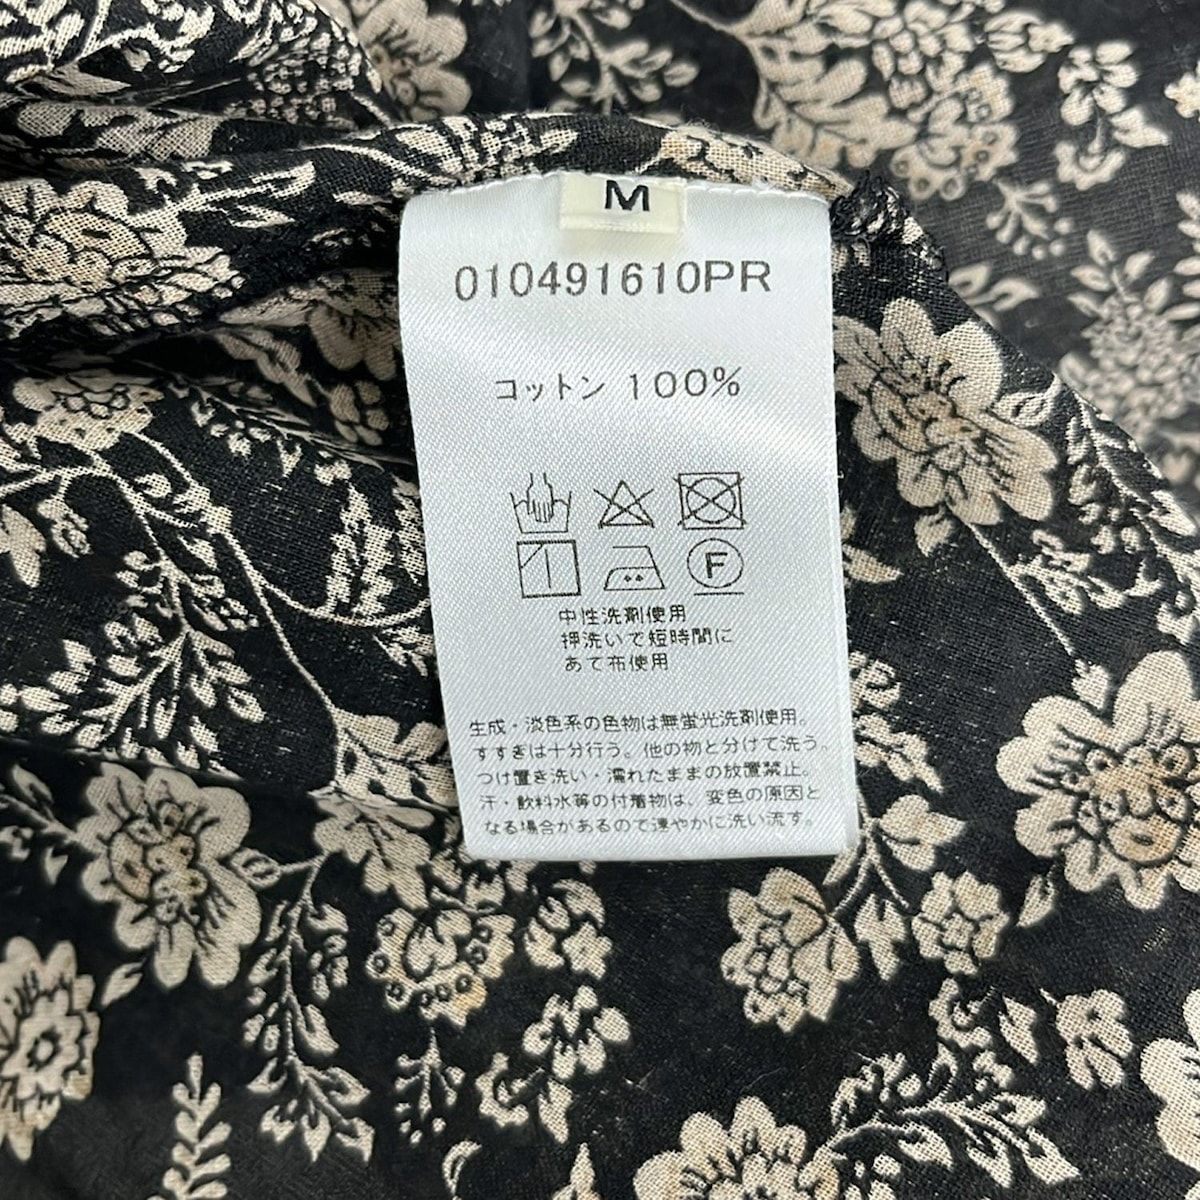 M
010491610PR
コットン 100%
F
中性洗剤使用
押洗いで短時間に
あて布使用
生成・淡色系の色物は無蛍光洗剤使用。
すすぎは十分行う。他の物と分けて洗う。
つけ置き洗い・濡れたままの放置禁止。
汗・飲料水等の付着物は、変色の原因と
なる場合があるので速やかに洗い流す。